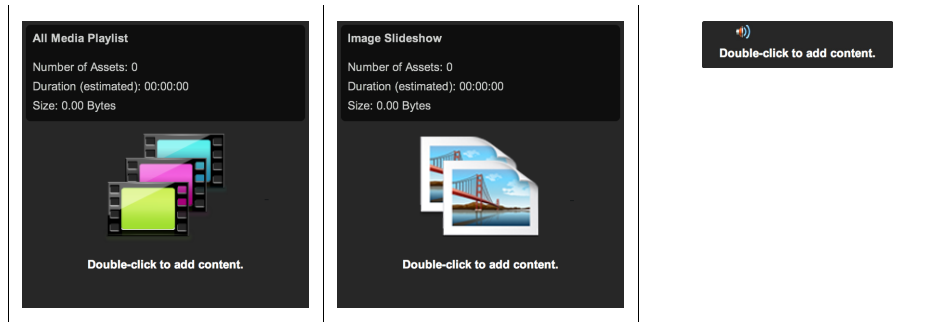 All Media Playlist
Number of Assets: 0
Duration (estimated): 00:00:00
Size: 0.00 Bytes
Double-click to add content.
Image Slideshow
Number of Assets: 0
Duration (estimated): 00:00:00
Size: 0.00 Bytes
Double-click to add content.
Double-click to add content.